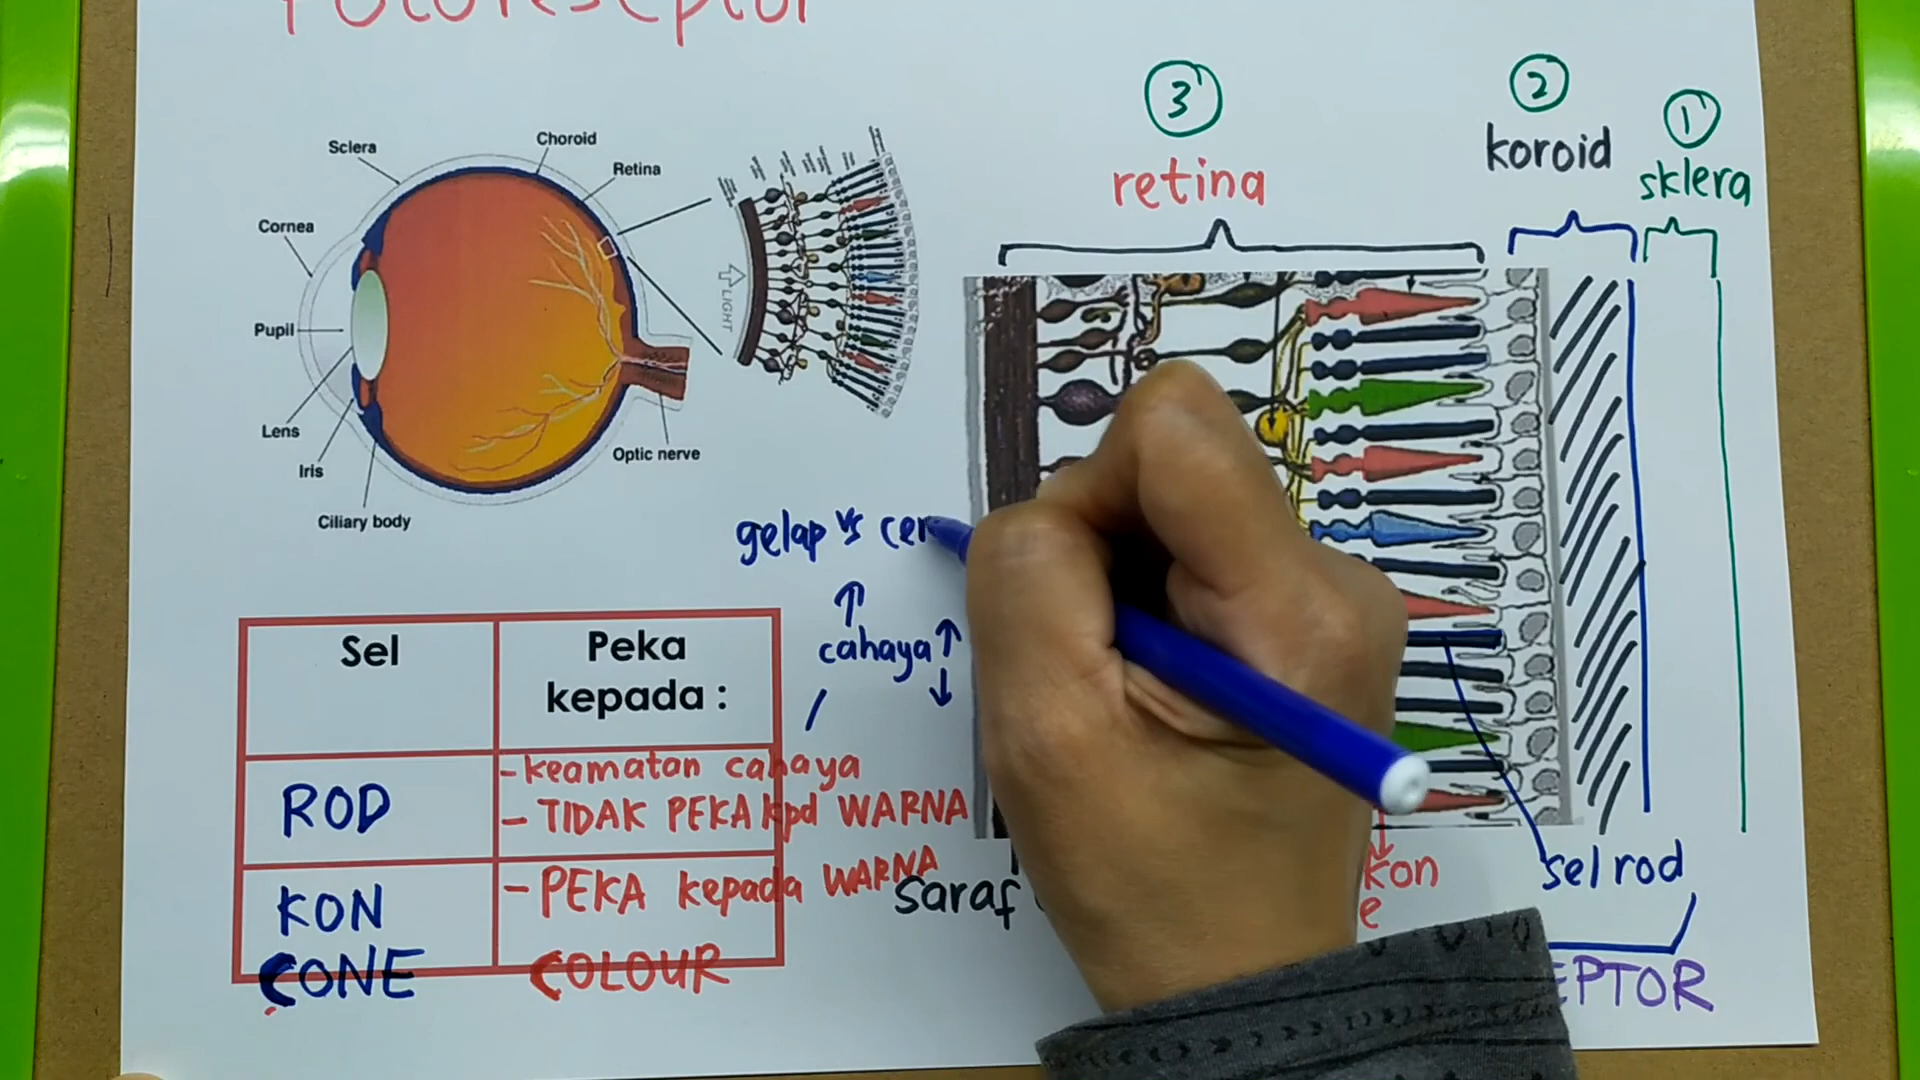 Fotoreseptor
3
retina
2
koroid
1
sklera
Sclera
Choroid
Retina
Cornea
Pupil
Lens
Iris
Ciliary body
Optic nerve
LIGHT
gelap vs cer
cahaya
Sel
Peka
kepada :
ROD
- keamatan cahaya
- TIDAK PEKA kpd WARNA
KON
CONE
- PEKA kepada WARNA
COLOUR
saraf
kon
e
sel rod
EPTOR